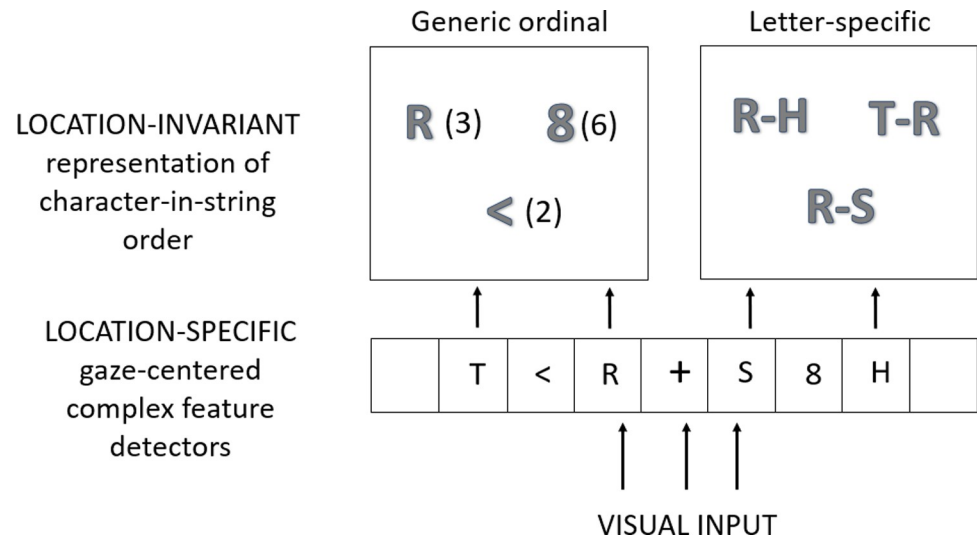 Generic ordinal
Letter-specific
LOCATION-INVARIANT
representation of
character-in-string
order
R (3) 8 (6)
< (2)
R-H T-R
R-S
LOCATION-SPECIFIC
gaze-centered
complex feature
detectors
T < R + S 8 H
VISUAL INPUT